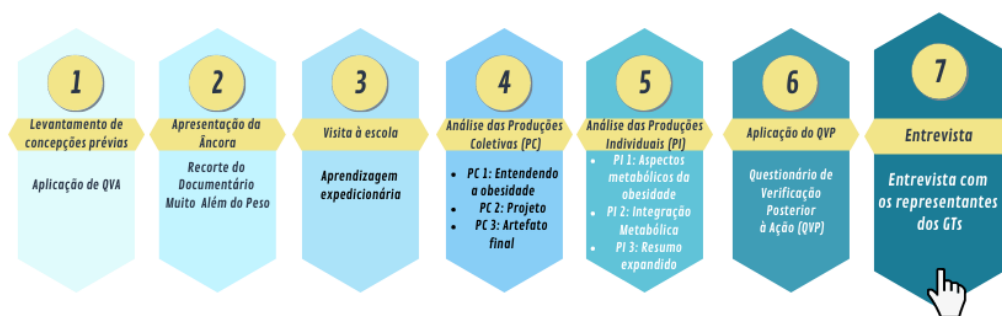 1
Levantamento de
concepções prévias
Aplicação de QVA
2
Apresentação da
Âncora
Recorte do
Documentário
Muito Além do Peso
3
Visita à escola
Aprendizagem
expedicionária
4
Análise das Produções
Coletivas (PC)
• PC 1: Entendendo
a obesidade
• PC 2: Projeto
• PC 3: Artefato
final
5
Análise das Produções
Individuais (PI)
• PI 1: Aspectos
metabólicos da
obesidade
• PI 2: Integração
Metabólica
• PI 3: Resumo
expandido
6
Aplicação do QVP
Questionário de
Verificação
Posterior
à Ação (QVP)
7
Entrevista
Entrevista com
os representantes
dos GTs